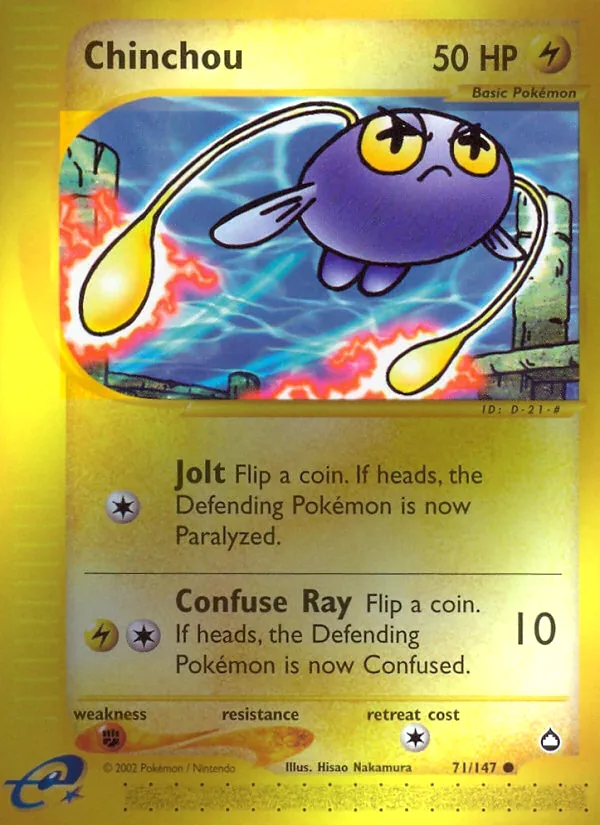 Chinchou 50 HP
Basic Pokémon
ID: D-21-#
Jolt Flip a coin. If heads, the
Defending Pokémon is now
Paralyzed.
Confuse Ray Flip a coin.
If heads, the Defending
Pokémon is now Confused.
10
weakness resistance retreat cost
© 2002 Pokémon / Nintendo Illus. Hisao Nakamura 71/147
e